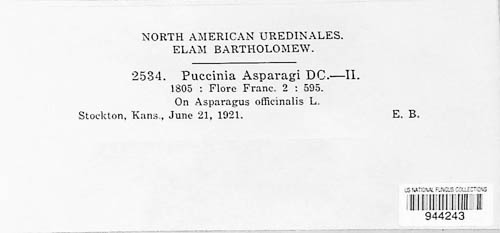 NORTH AMERICAN UREDINALES.
ELAM BARTHOLOMEW.
2534. Puccinia Asparagi DC.—II.
1805 : Flore Franc. 2 : 595.
On Asparagus officinalis L.
Stockton, Kans., June 21, 1921. E. B.
US NATIONAL FUNGUS COLLECTIONS
944243